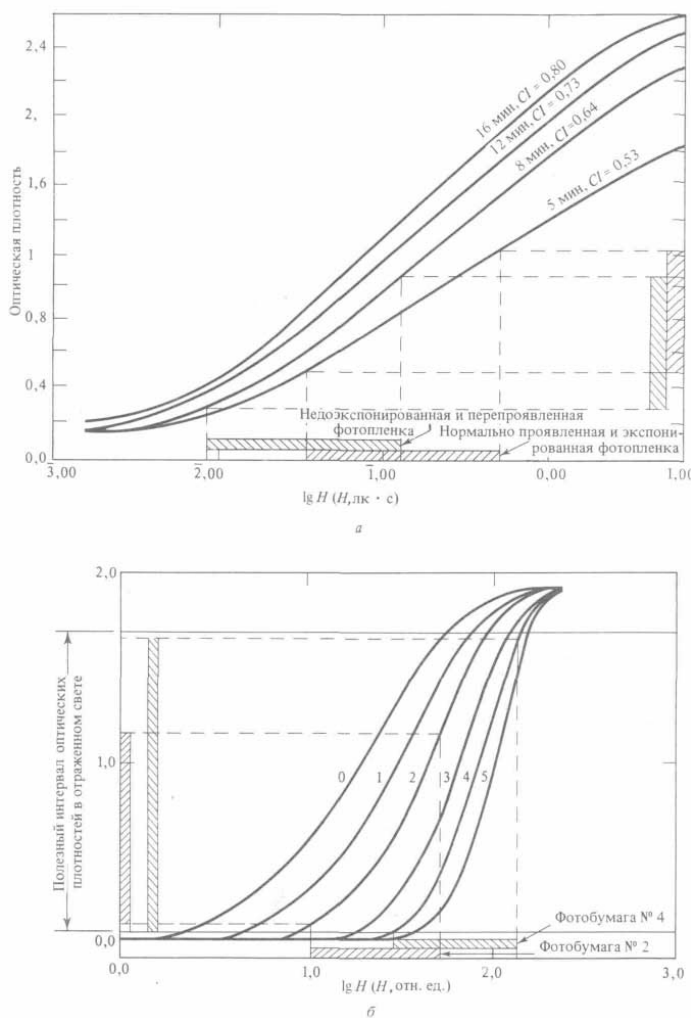 2,4
2,
1,6
1
0,8
0,4
0,0
Оптическая плотность
16 мин, CI = 0,80
12 мин, CI = 0,73
8 мин, CI = 0,64
5 мин, CI = 0,53
Недоэкспонированная и перепроявленная
фотопленка
Нормально проявленная и экспони-
рованная фотопленка
3,00
2,00
1,00
0,00
1,00
lg H (H, лк · с)
а
2,0
1,0
0,0
Полезный интервал оптических
плотностей в отраженном свете
0
1
2
3
4
5
Фотобумага № 4
Фотобумага № 2
0,0
1,0
2,0
3,0
lg H (H, отн. ед.)
б